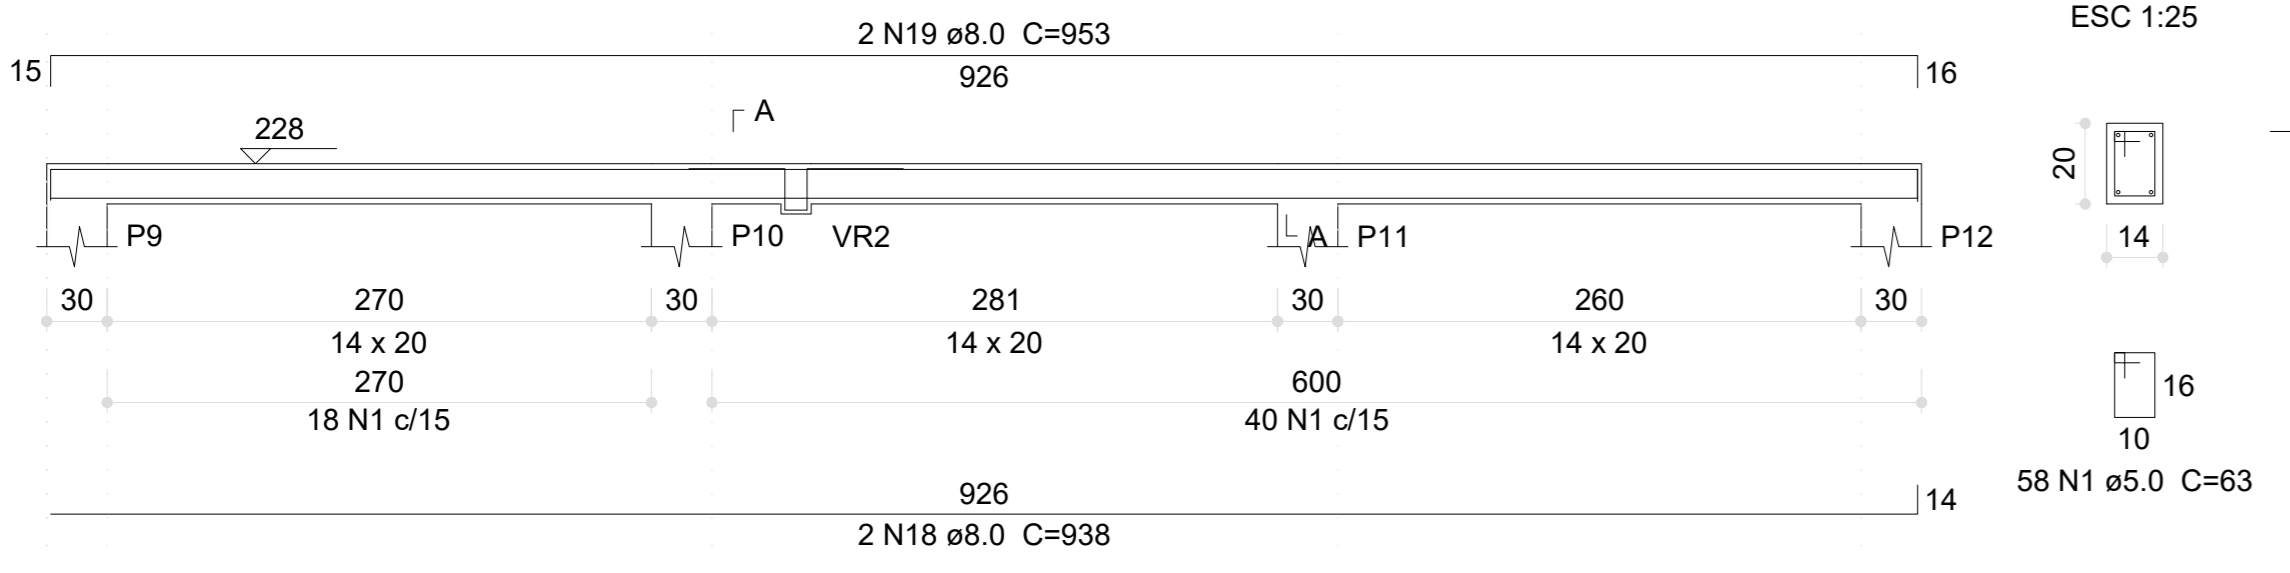 2 N19 ø8.0 C=953
ESC 1:25
15
926
16
A
228
20
P9
P10
VR2
A
P11
P12
14
30
270
30
281
30
260
30
14 x 20
14 x 20
14 x 20
270
600
16
18 N1 c/15
40 N1 c/15
10
58 N1 ø5.0 C=63
926
14
2 N18 ø8.0 C=938